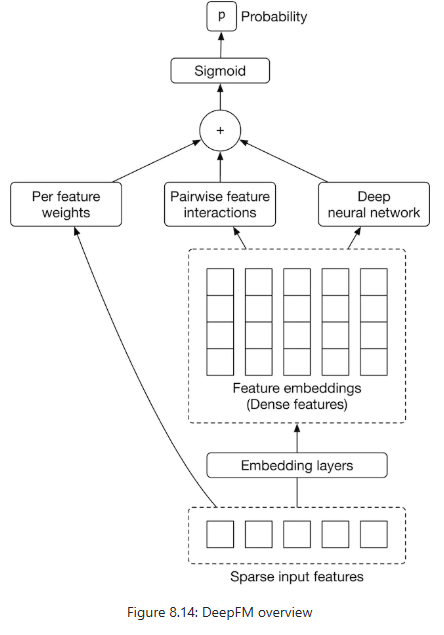 p Probability
Sigmoid
+
Per feature
weights
Pairwise feature
interactions
Deep
neural network
Feature embeddings
(Dense features)
Embedding layers
Sparse input features
Figure 8.14: DeepFM overview